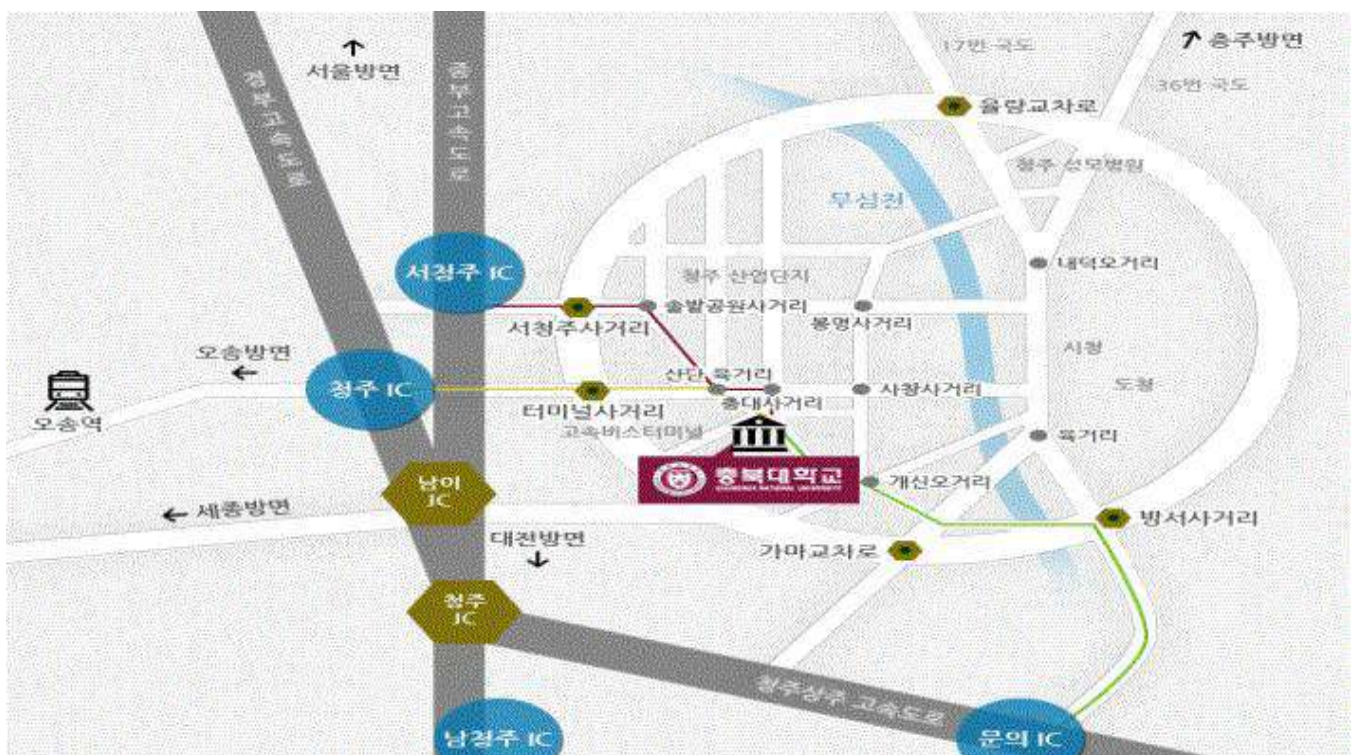 17번 국도
충주방면
서울방면
36번 국도
율량교차로
경부고속도로
중부고속도로
청주 성모병원
무심천
서청주 IC
청주 산업단지
내덕오거리
솔밭공원사거리
서청주사거리
봉명사거리
시청
오송방면
산단 육거리
도청
청주 IC
사창사거리
충대사거리
터미널사거리
오송역
고속버스터미널
육거리
충북대학교
CHUNGBUK NATIONAL UNIVERSITY
개신오거리
남이
JC
세종방면
방서사거리
대전방면
가마교차로
청주
JC
청주상주 고속도로
남청주 IC
문의 IC